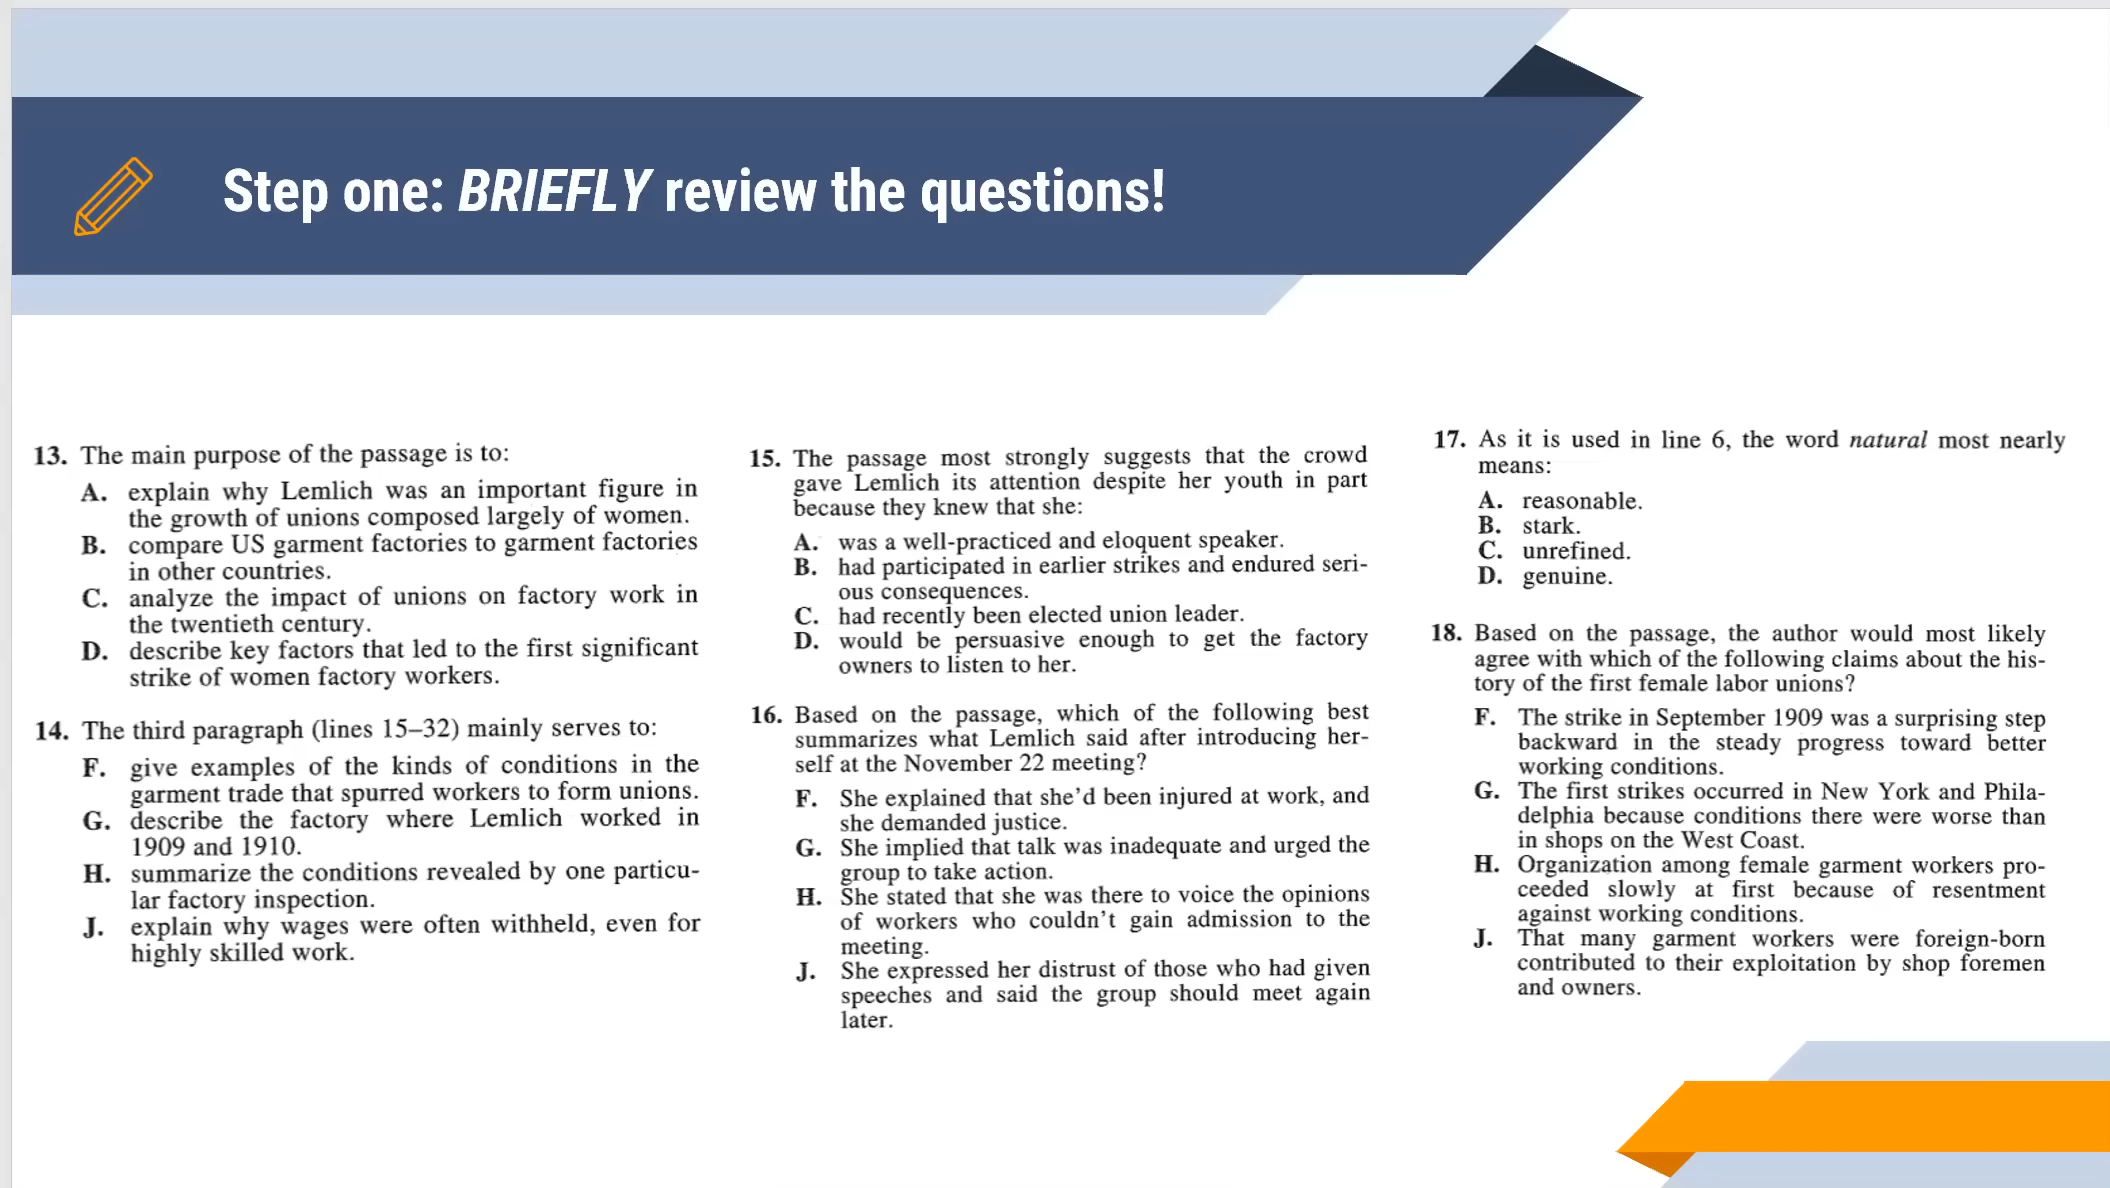 Step one: BRIEFLY review the questions!
13. The main purpose of the passage is to:
A. explain why Lemlich was an important figure in
the growth of unions composed largely of women.
B. compare US garment factories to garment factories
in other countries.
C. analyze the impact of unions on factory work in
the twentieth century.
D. describe key factors that led to the first significant
strike of women factory workers.
14. The third paragraph (lines 15–32) mainly serves to:
F. give examples of the kinds of conditions in the
garment trade that spurred workers to form unions.
G. describe the factory where Lemlich worked in
1909 and 1910.
H. summarize the conditions revealed by one particu-
lar factory inspection.
J. explain why wages were often withheld, even for
highly skilled work.
15. The passage most strongly suggests that the crowd
gave Lemlich its attention despite her youth in part
because they knew that she:
A. was a well-practiced and eloquent speaker.
B. had participated in earlier strikes and endured seri-
ous consequences.
C. had recently been elected union leader.
D. would be persuasive enough to get the factory
owners to listen to her.
16. Based on the passage, which of the following best
summarizes what Lemlich said after introducing her-
self at the November 22 meeting?
F. She explained that she'd been injured at work, and
she demanded justice.
G. She implied that talk was inadequate and urged the
group to take action.
H. She stated that she was there to voice the opinions
of workers who couldn't gain admission to the
meeting.
J. She expressed her distrust of those who had given
speeches and said the group should meet again
later.
17. As it is used in line 6, the word natural most nearly
means:
A. reasonable.
B. stark.
C. unrefined.
D. genuine.
18. Based on the passage, the author would most likely
agree with which of the following claims about the his-
tory of the first female labor unions?
F. The strike in September 1909 was a surprising step
backward in the steady progress toward better
working conditions.
G. The first strikes occurred in New York and Phila-
delphia because conditions there were worse than
in shops on the West Coast.
H. Organization among female garment workers pro-
ceeded slowly at first because of resentment
against working conditions.
J. That many garment workers were foreign-born
contributed to their exploitation by shop foremen
and owners.